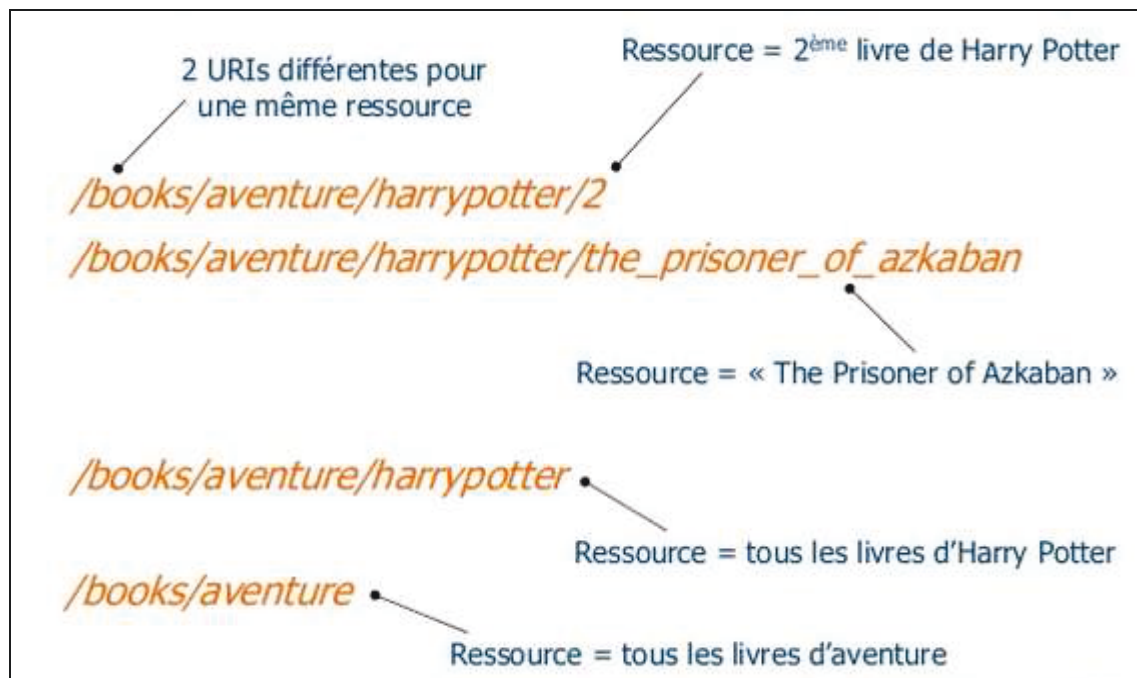 2 URIs différentes pour
une même ressource
Ressource = 2ème livre de Harry Potter
/books/aventure/harrypotter/2
/books/aventure/harrypotter/the_prisoner_of_azkaban
Ressource = « The Prisoner of Azkaban »
/books/aventure/harrypotter
Ressource = tous les livres d'Harry Potter
/books/aventure
Ressource = tous les livres d'aventure